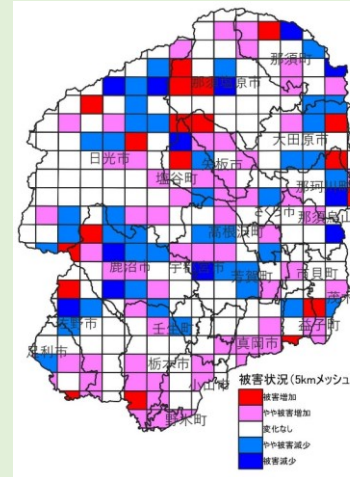 那須町
那須塩原市
大田原市
日光市
矢板市
塩谷町
那珂川町
さくら市
那須烏山
高根沢町
鹿沼市
宇都宮市
芳賀町
市貝町
茂木
佐野市
壬生町
益子町
足利市
真岡市
栃木市
小山市
野木町
被害状況(5kmメッシュ
被害増加
やや被害増加
変化なし
やや被害減少
被害減少